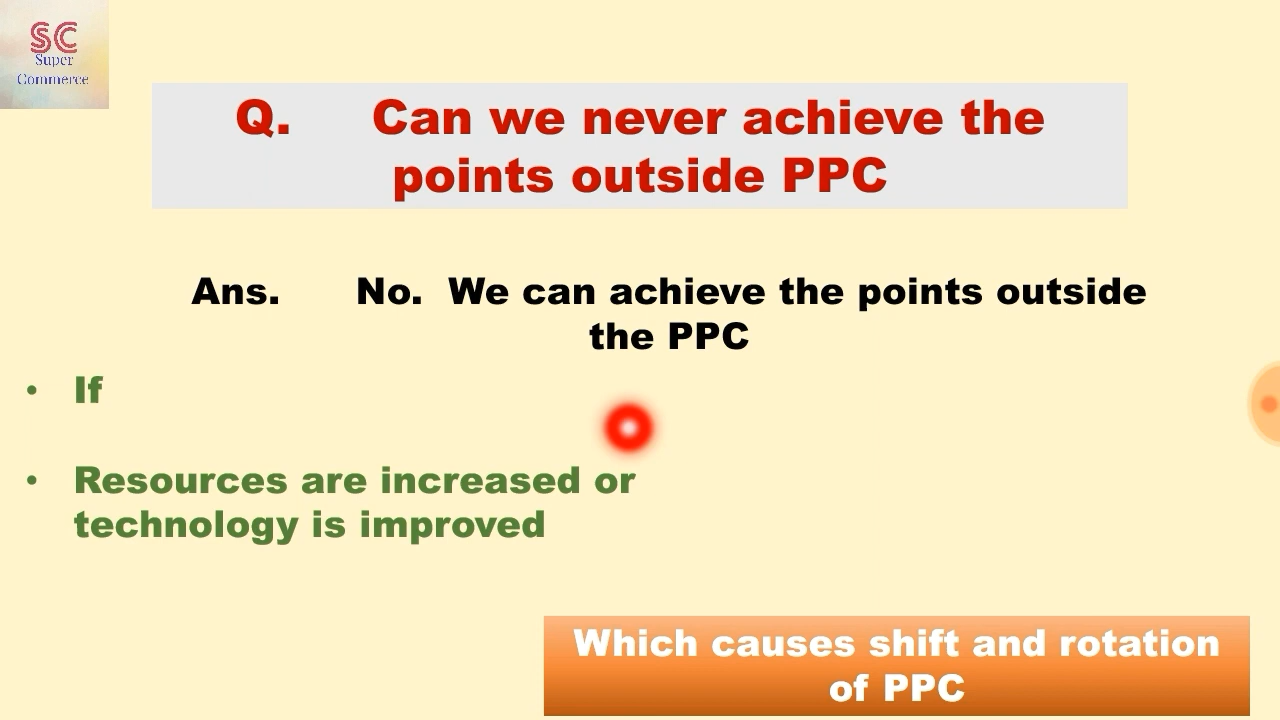 SC
Super
Commerce
Q. Can we never achieve the
points outside PPC
Ans. No. We can achieve the points outside
the PPC
• If
• Resources are increased or
technology is improved
Which causes shift and rotation
of PPC